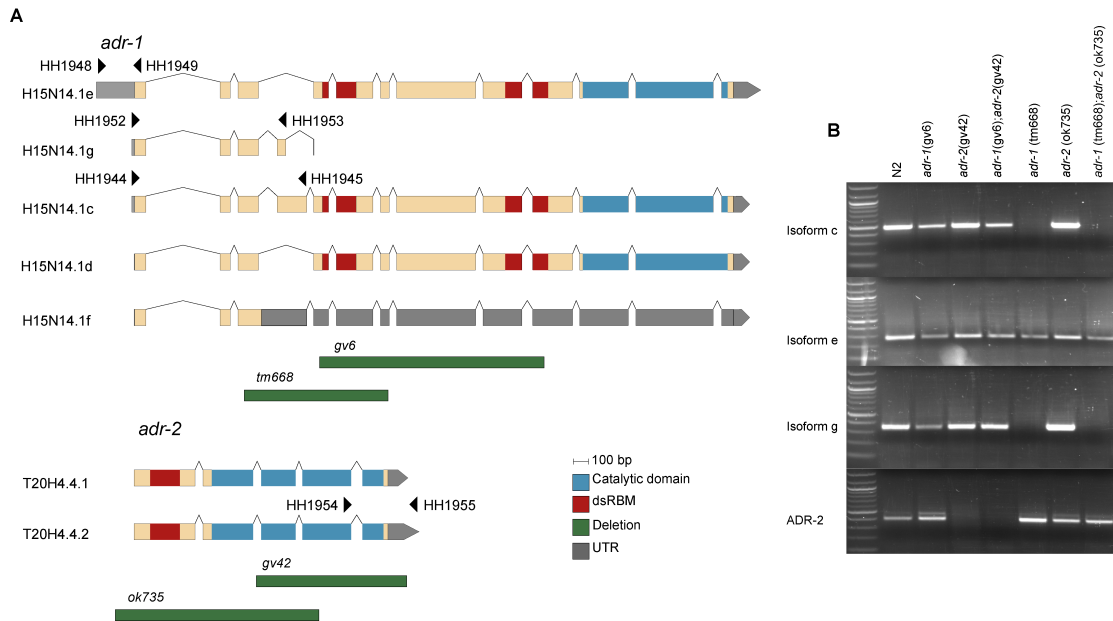 A
adr-1
HH1948
HH1949
H15N14.1e
HH1952
HH1953
H15N14.1g
HH1944
HH1945
H15N14.1c
H15N14.1d
H15N14.1f
gv6
tm668
adr-2
T20H4.4.1
HH1954
HH1955
T20H4.4.2
gv42
ok735
100 bp
Catalytic domain
dsRBM
Deletion
UTR
B
N2
adr-1(gv6)
adr-2(gv42)
adr-1(gv6);adr-2(gv42)
adr-1 (tm668)
adr-2 (ok735)
adr-1 (tm668);adr-2 (ok735)
Isoform c
Isoform e
Isoform g
ADR-2